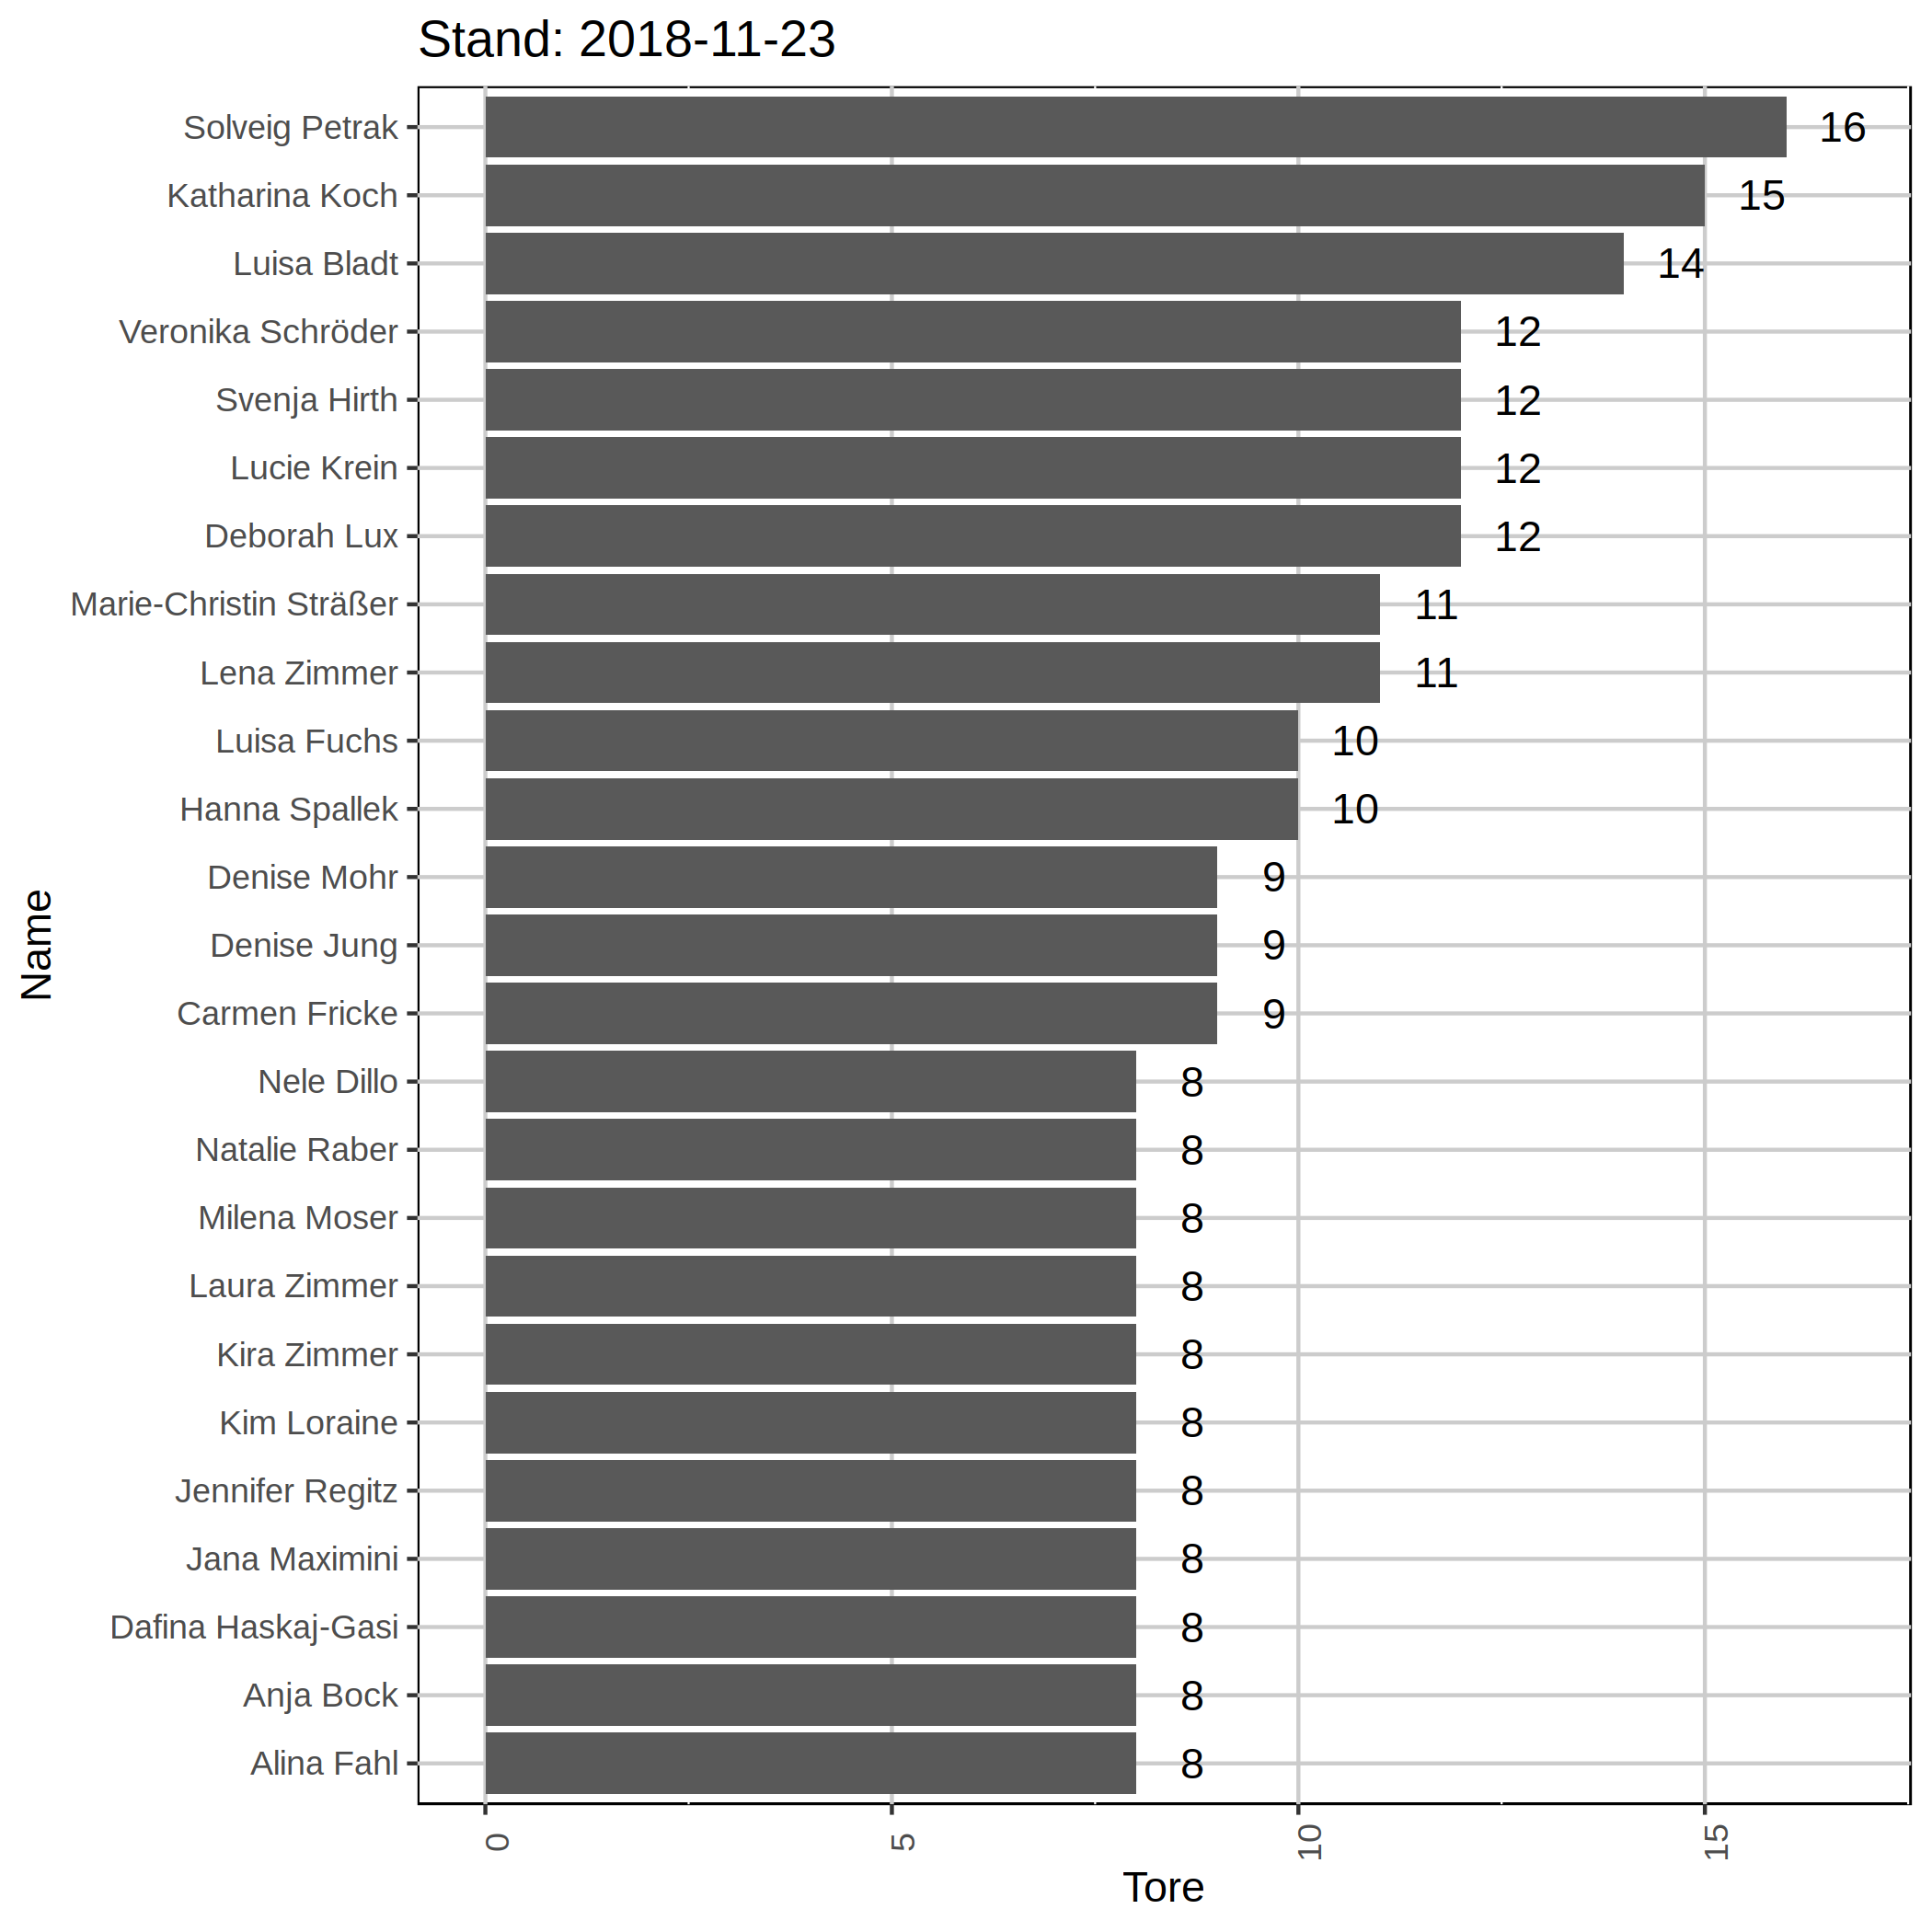 Stand: 2018-11-23
Solveig Petrak 16
Katharina Koch 15
Luisa Bladt 14
Veronika Schröder 12
Svenja Hirth 12
Lucie Krein 12
Deborah Lux 12
Marie-Christin Sträßer 11
Lena Zimmer 11
Luisa Fuchs 10
Hanna Spallek 10
Denise Mohr 9
Denise Jung 9
Carmen Fricke 9
Nele Dillo 8
Natalie Raber 8
Milena Moser 8
Laura Zimmer 8
Kira Zimmer 8
Kim Loraine 8
Jennifer Regitz 8
Jana Maximini 8
Dafina Haskaj-Gasi 8
Anja Bock 8
Alina Fahl 8
Name
0 5 10 15
Tore